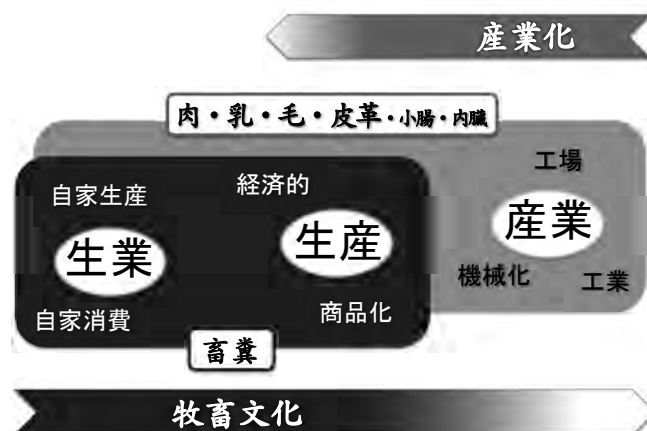 産業化
肉・乳・毛・皮革・小腸・内臓
工場
自家生産
経済的
産業
生業
生産
機械化
工業
自家消費
商品化
畜糞
牧畜文化